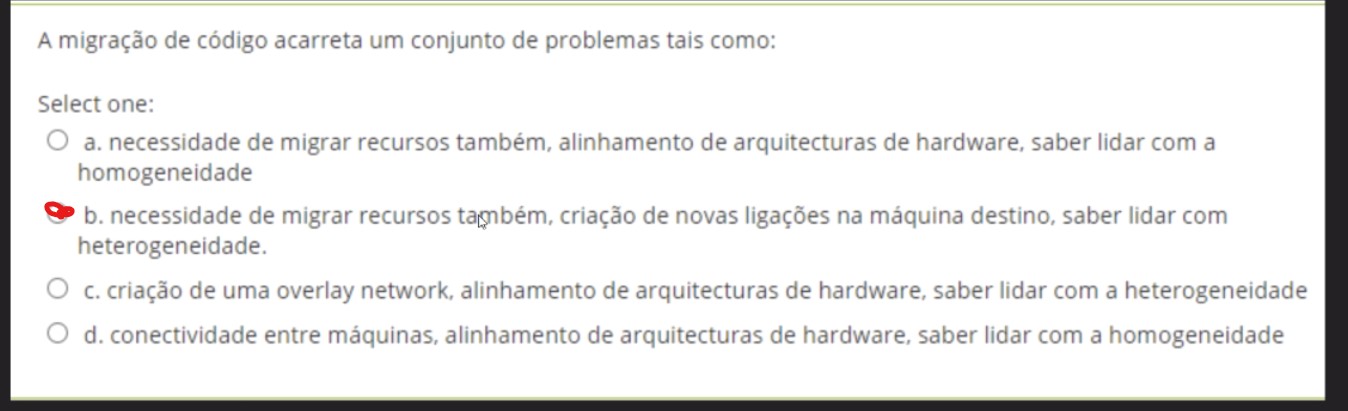 A migração de código acarreta um conjunto de problemas tais como:
Select one:
a. necessidade de migrar recursos também, alinhamento de arquitecturas de hardware, saber lidar com a
homogeneidade
b. necessidade de migrar recursos também, criação de novas ligações na máquina destino, saber lidar com
heterogeneidade.
c. criação de uma overlay network, alinhamento de arquitecturas de hardware, saber lidar com a heterogeneidade
d. conectividade entre máquinas, alinhamento de arquitecturas de hardware, saber lidar com a homogeneidade